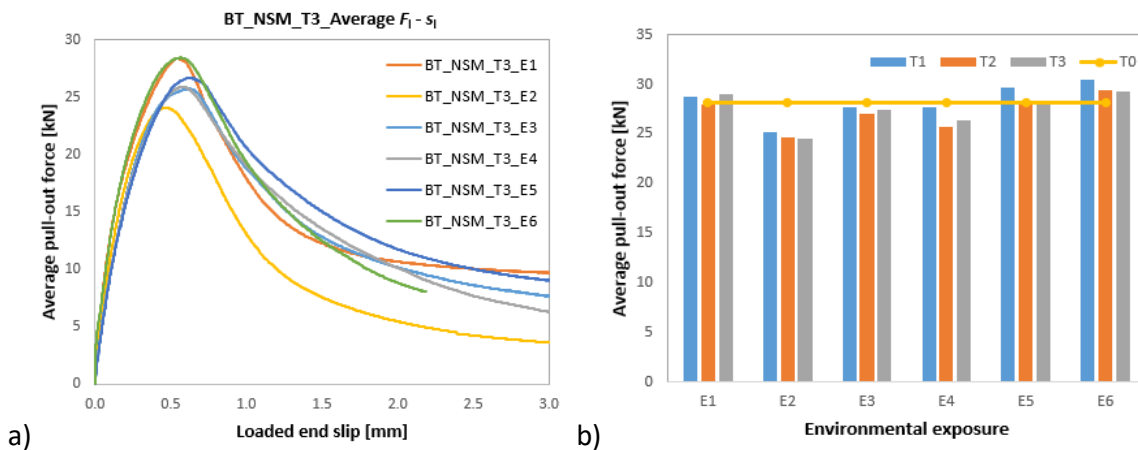 BT_NSM_T3_Average Fl - sl
30
25
20
15
10
5
0
Average pull-out force [kN]
BT_NSM_T3_E1
BT_NSM_T3_E2
BT_NSM_T3_E3
BT_NSM_T3_E4
BT_NSM_T3_E5
BT_NSM_T3_E6
0.0 0.5 1.0 1.5 2.0 2.5 3.0
Loaded end slip [mm]
a)
T1 T2 T3 T0
35
30
25
20
15
10
5
0
Average pull-out force [kN]
E1 E2 E3 E4 E5 E6
Environmental exposure
b)